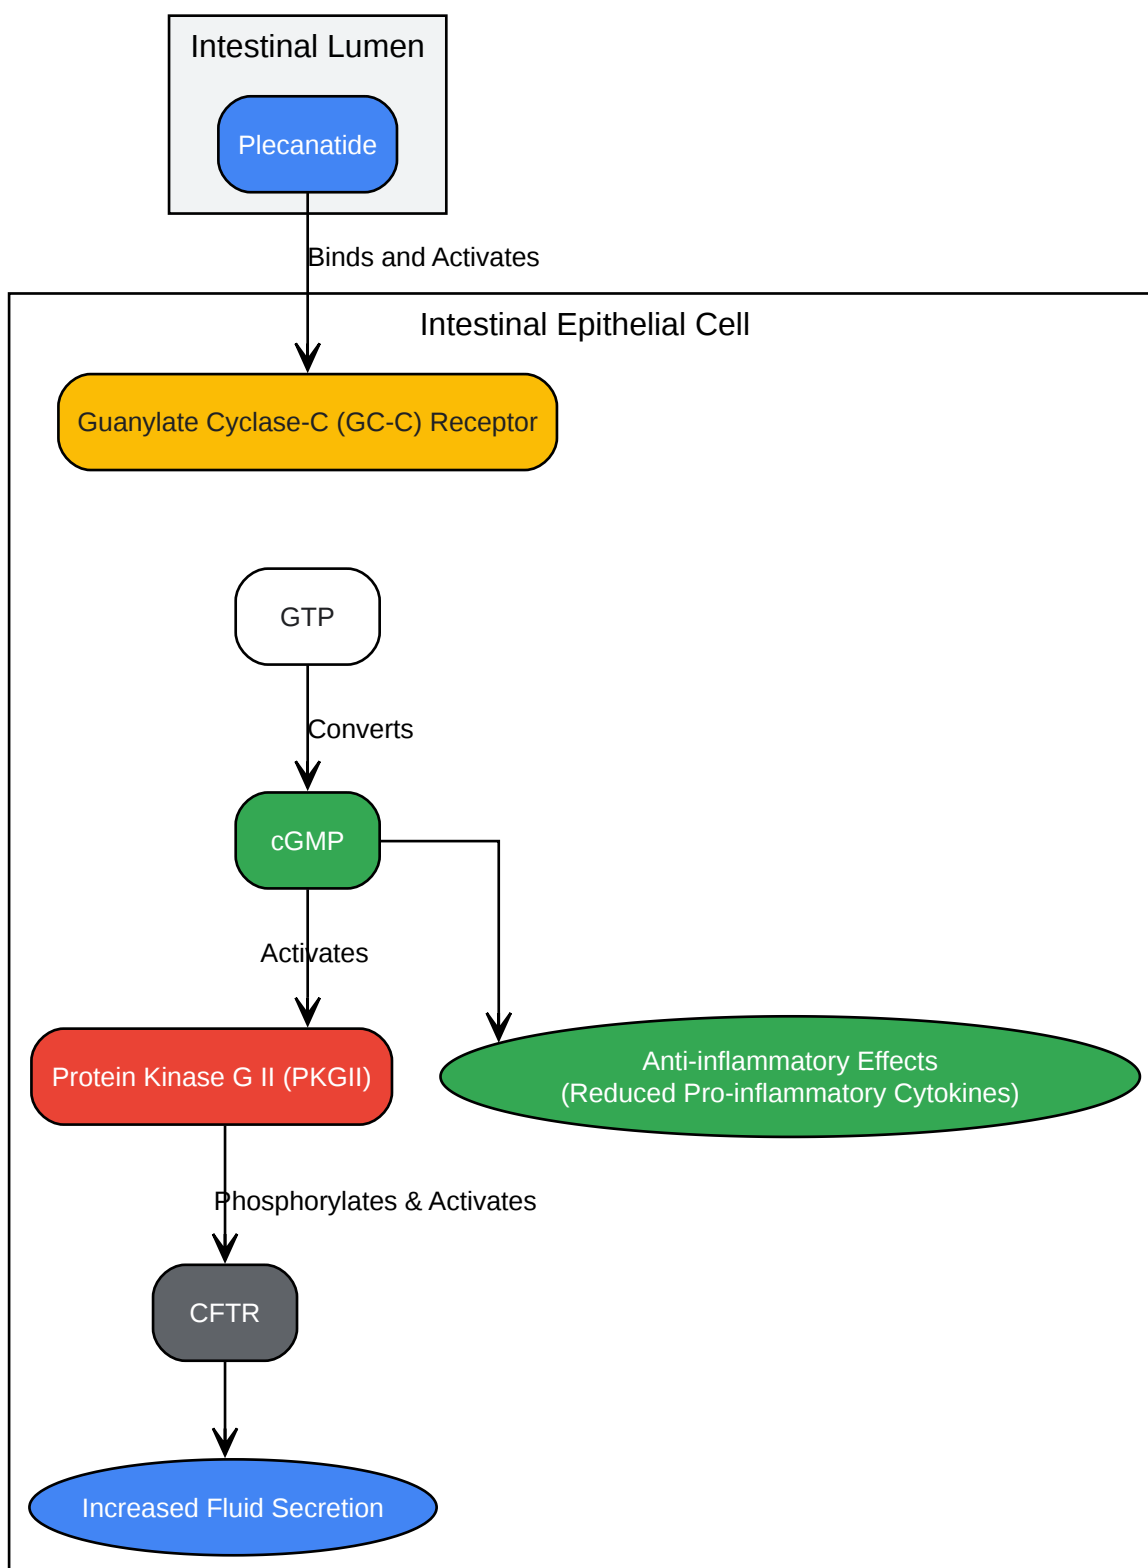 Intestinal Lumen
Plecanatide
Binds and Activates
Intestinal Epithelial Cell
Guanylate Cyclase-C (GC-C) Receptor
GTP
Converts
cGMP
Activates
Protein Kinase G II (PKGII)
Anti-inflammatory Effects
(Reduced Pro-inflammatory Cytokines)
Phosphorylates & Activates
CFTR
Increased Fluid Secretion